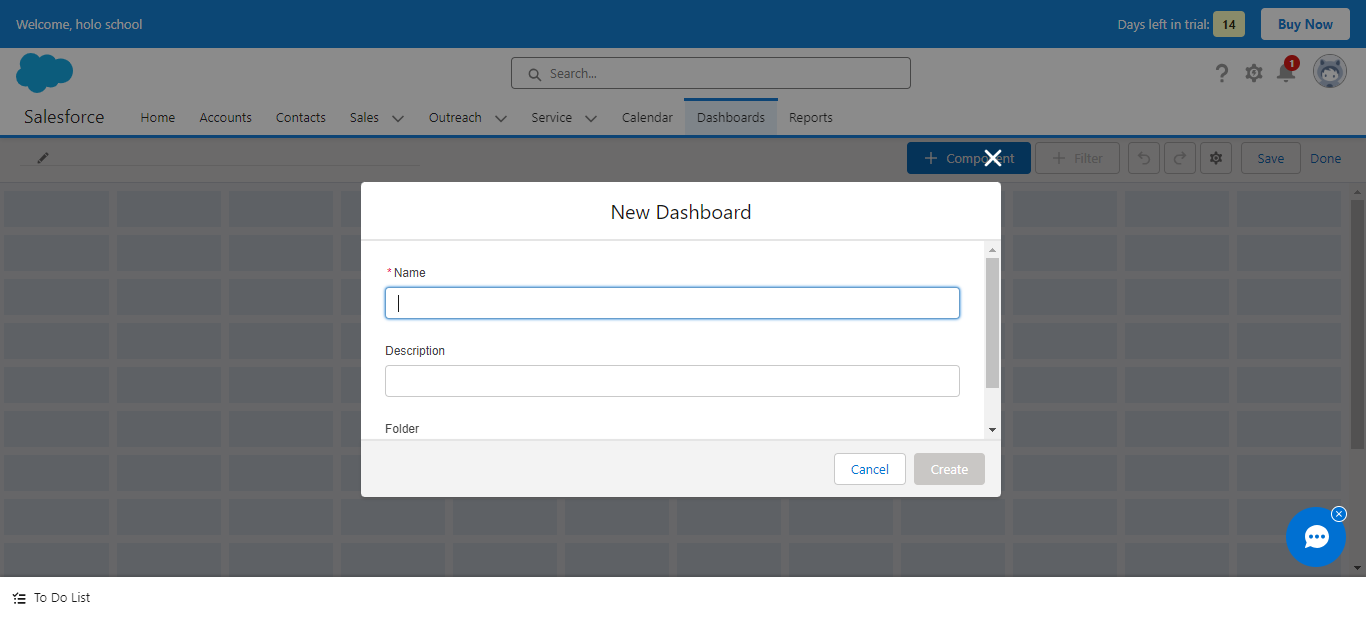 Welcome, holo school
Days left in trial: 14 Buy Now
Search...
1
Salesforce Home Accounts Contacts Sales Outreach Service Calendar Dashboards Reports
+ Component + Filter Save Done
New Dashboard
* Name
Description
Folder
Cancel Create
To Do List